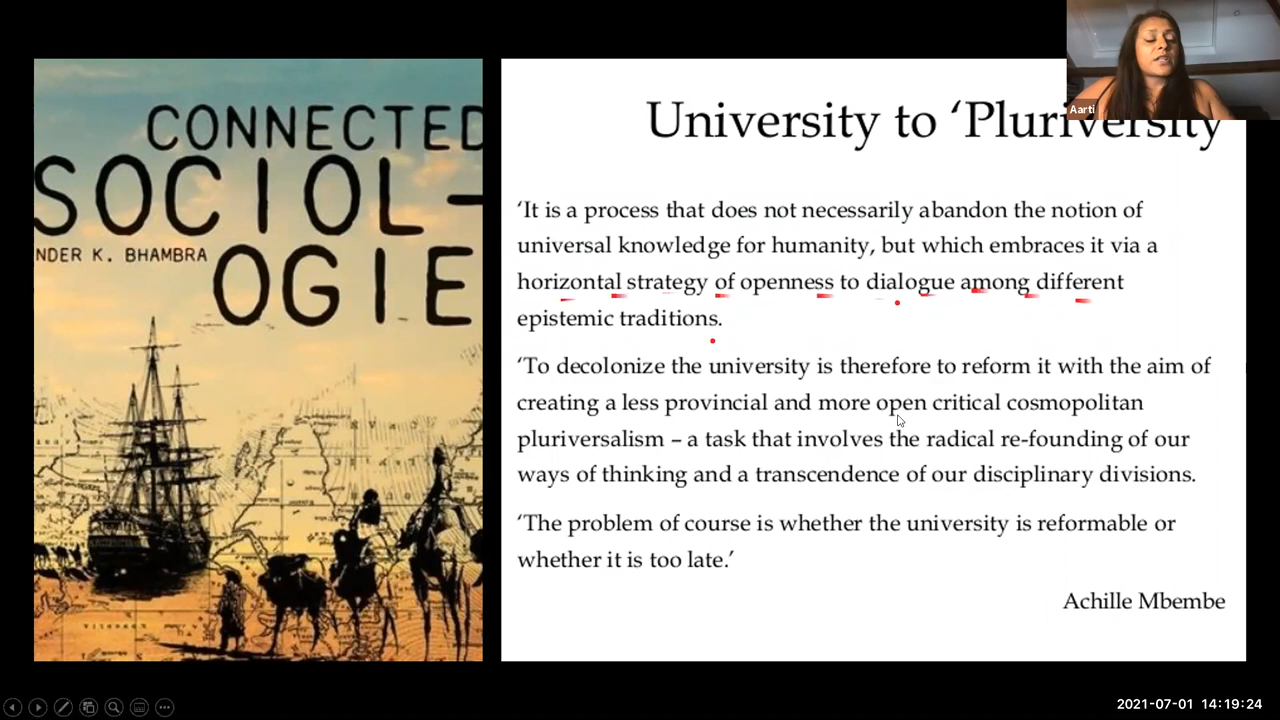 CONNECTED
SOCIOL-
NDER K. BHAMBRA
OGIE
Aarti
University to ‘Pluriversity
‘It is a process that does not necessarily abandon the notion of
universal knowledge for humanity, but which embraces it via a
horizontal strategy of openness to dialogue among different
epistemic traditions.
‘To decolonize the university is therefore to reform it with the aim of
creating a less provincial and more open critical cosmopolitan
pluriversalism – a task that involves the radical re-founding of our
ways of thinking and a transcendence of our disciplinary divisions.
‘The problem of course is whether the university is reformable or
whether it is too late.’
Achille Mbembe
2021-07-01 14:19:24